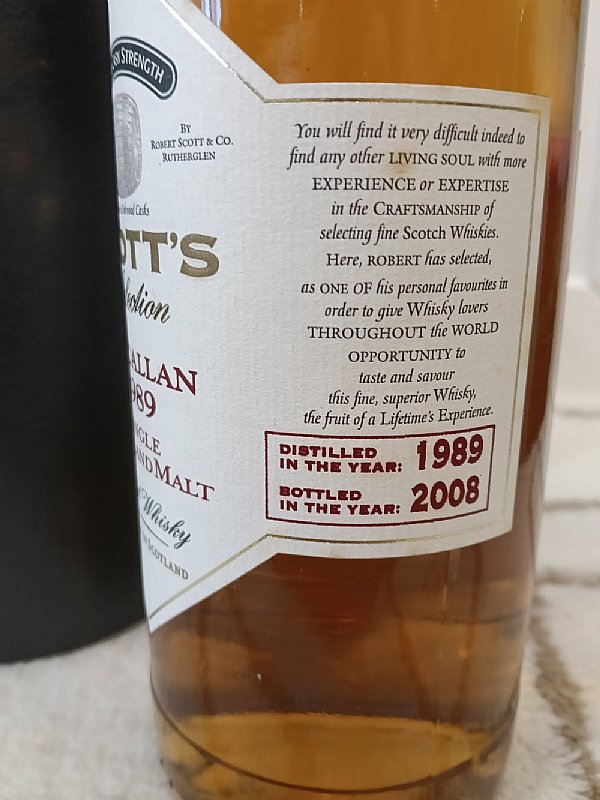 STRENGTH
BY
ROBERT SCOTT & CO.
RUTHERGLEN
Casks
OTT'S
ection
ALLAN
989
GLE
ANDMALT
Whisky
SCOTLAND
You will find it very difficult indeed to
find any other LIVING SOUL with more
EXPERIENCE or EXPERTISE
in the CRAFTSMANSHIP of
selecting fine Scotch Whiskies.
Here, ROBERT has selected,
as ONE OF his personal favourites in
order to give Whisky lovers
THROUGHOUT the WORLD
OPPORTUNITY to
taste and savour
this fine, superior Whisky,
the fruit of a Lifetime's Experience.
DISTILLED
IN THE YEAR: 1989
BOTTLED
IN THE YEAR: 2008